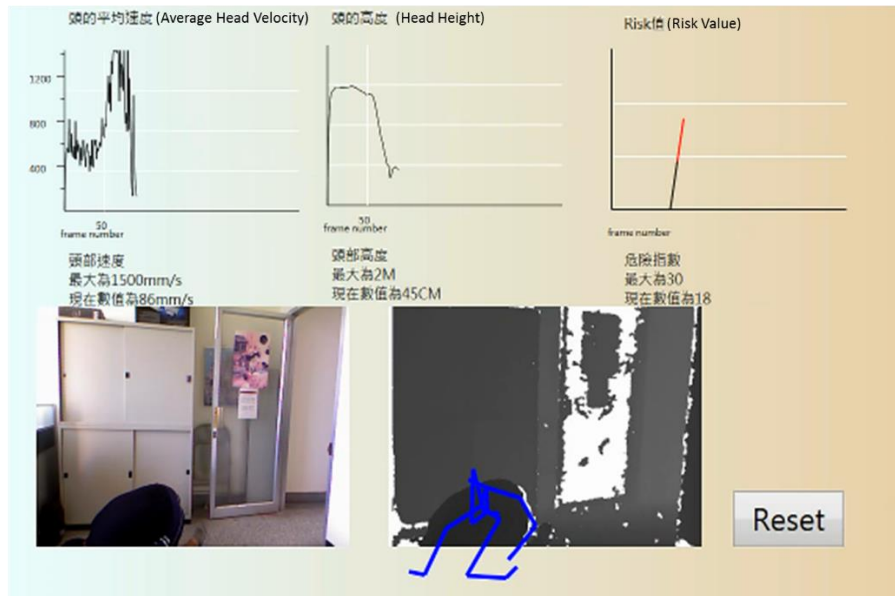 頭的平均速度 (Average Head Velocity)
1200
800
400
50
frame number
頭部速度
最大為1500mm/s
現在數值為86mm/s
頭的高度 (Head Height)
50
frame number
頭部高度
最大為2M
現在數值為45CM
Risk值 (Risk Value)
frame number
危險指數
最大為30
現在數值為18
Reset